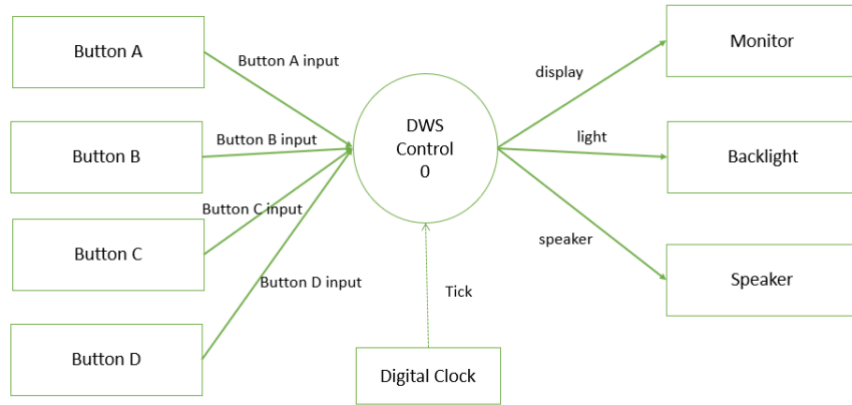 Button A
Button B
Button C
Button D
Button A input
Button B input
Button C input
Button D input
DWS
Control
0
Tick
Digital Clock
display
light
speaker
Monitor
Backlight
Speaker